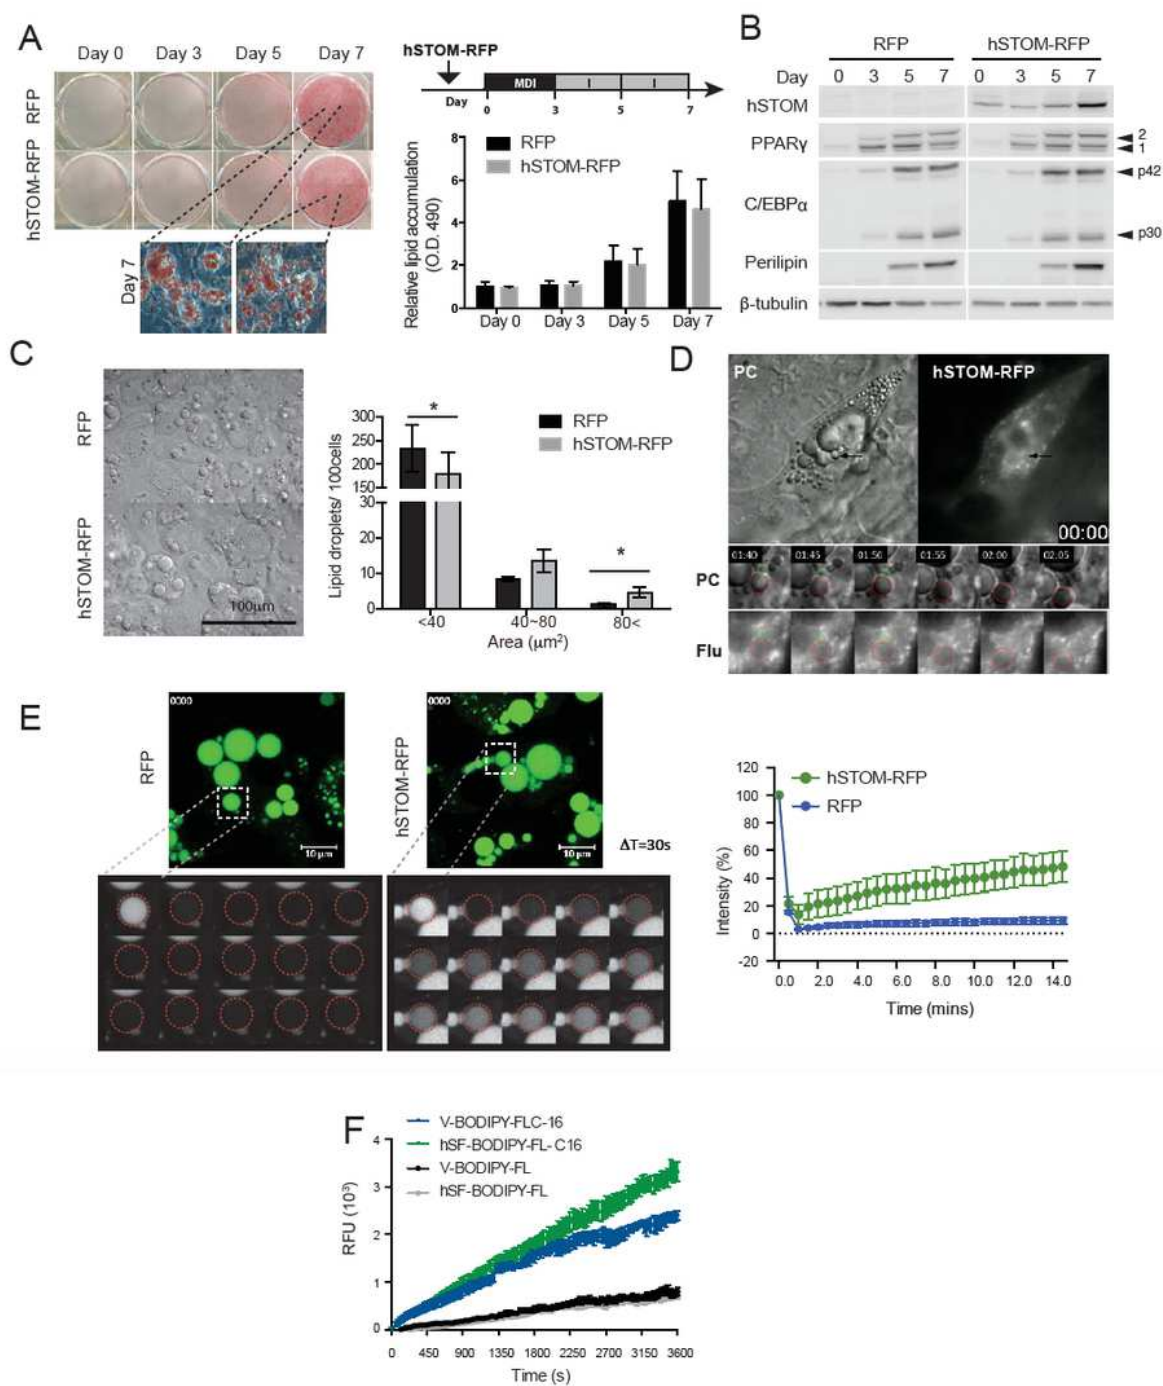 A
Day 0 Day 3 Day 5 Day 7
RFP
hSTOM-RFP
Day 7
hSTOM-RFP
MDI I I
Day 0 3 5 7
RFP
hSTOM-RFP
Relative lipid accumulation
(O.D. 490)
8
6
4
2
0
Day 0 Day 3 Day 5 Day 7
B
RFP hSTOM-RFP
Day 0 3 5 7 0 3 5 7
hSTOM
PPARγ
2
1
C/EBPα
p42
p30
Perilipin
β-tubulin
C
RFP
hSTOM-RFP
100μm
Lipid droplets/ 100cells
300
250
200
150
30
20
10
0
* *
RFP
hSTOM-RFP
<40 40~80 80<
Area (μm²)
D
PC hSTOM-RFP
00:00
PC
01:40 01:45 01:50 01:55 02:00 02:05
Flu
E
RFP
0000
10 μm
hSTOM-RFP
0000
10 μm
ΔT=30s
hSTOM-RFP
RFP
Intensity (%)
120
100
80
60
40
20
0
-20
0.0 2.0 4.0 6.0 8.0 10.0 12.0 14.0
Time (mins)
F
V-BODIPY-FLC-16
hSF-BODIPY-FL-C16
V-BODIPY-FL
hSF-BODIPY-FL
RFU (10³)
4
3
2
1
0
0 450 900 1350 1800 2250 2700 3150 3600
Time (s)